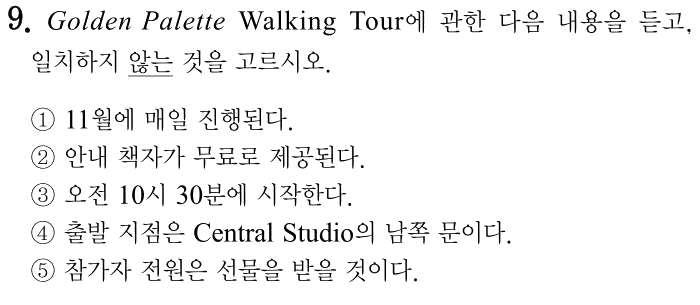 9. Golden Palette Walking Tour에 관한 다음 내용을 듣고,
일치하지 않는 것을 고르시오.
① 11월에 매일 진행된다.
② 안내 책자가 무료로 제공된다.
③ 오전 10시 30분에 시작한다.
④ 출발 지점은 Central Studio의 남쪽 문이다.
⑤ 참가자 전원은 선물을 받을 것이다.